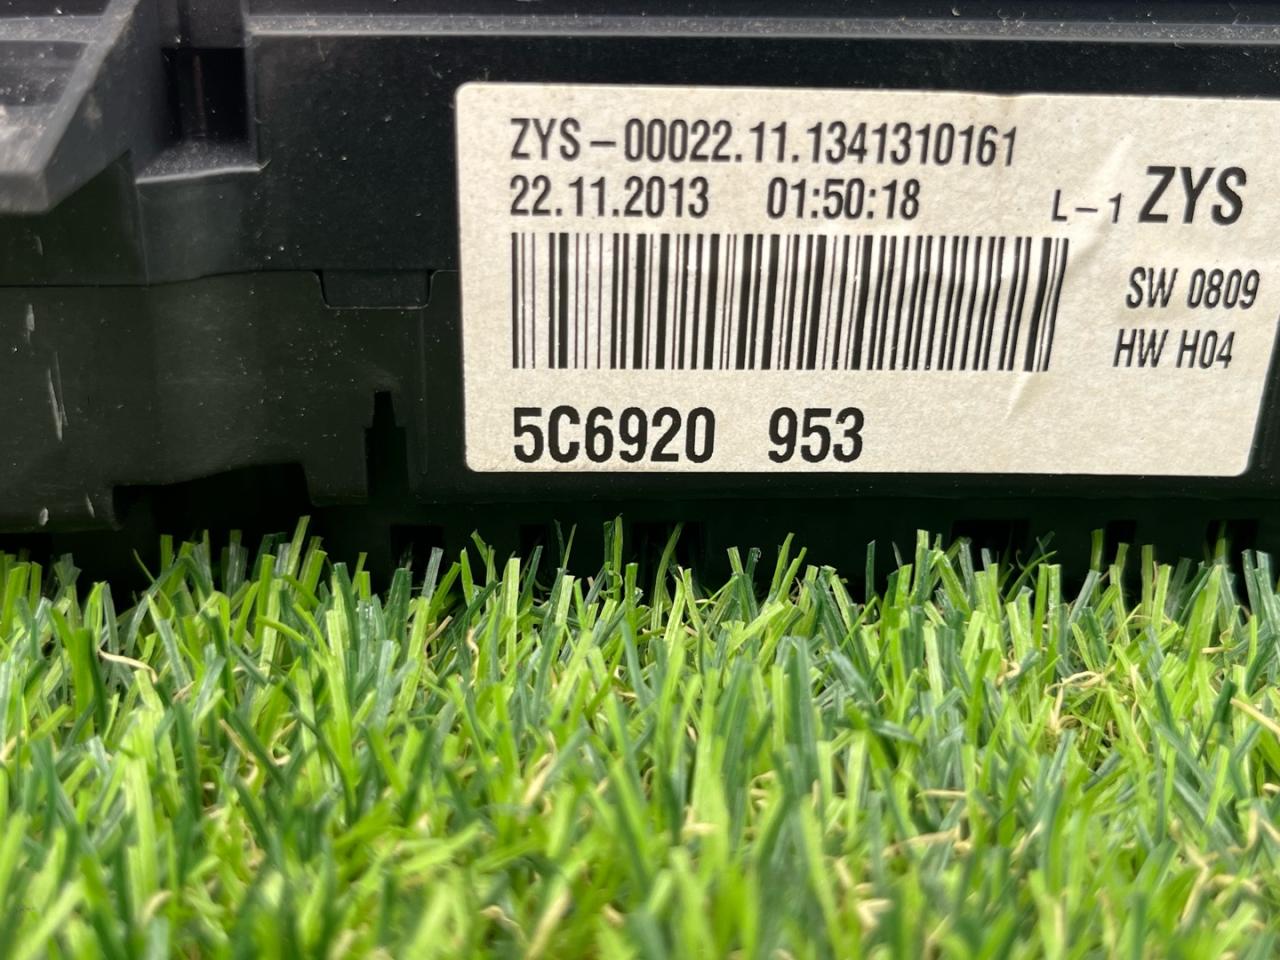 ZYS-00022.11.1341310161
22.11.2013 01:50:18 L-1 ZYS
SW 0809
HW H04
5C6920 953